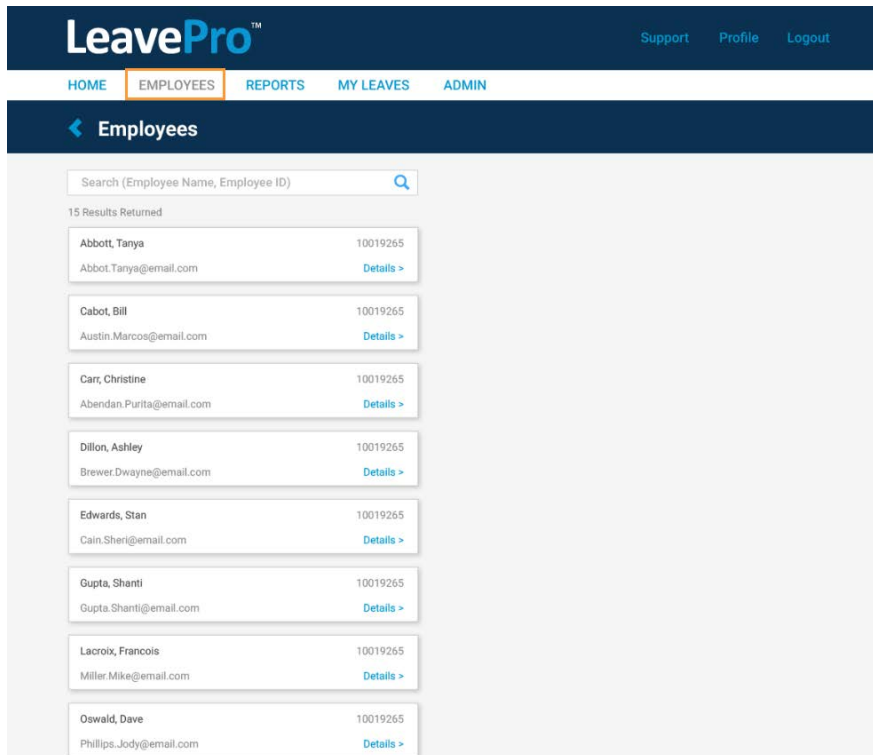 LeavePro™
Support Profile Logout
HOME EMPLOYEES REPORTS MY LEAVES ADMIN
Employees
Search (Employee Name, Employee ID)
15 Results Returned
Abbott, Tanya 10019265
Abbot.Tanya@email.com Details >
Cabot, Bill 10019265
Austin.Marcos@email.com Details >
Carr, Christine 10019265
Abendan.Purita@email.com Details >
Dillon, Ashley 10019265
Brewer.Dwayne@email.com Details >
Edwards, Stan 10019265
Cain.Sheri@email.com Details >
Gupta, Shanti 10019265
Gupta.Shanti@email.com Details >
Lacroix, Francois 10019265
Miller.Mike@email.com Details >
Oswald, Dave 10019265
Phillips.Jody@email.com Details >